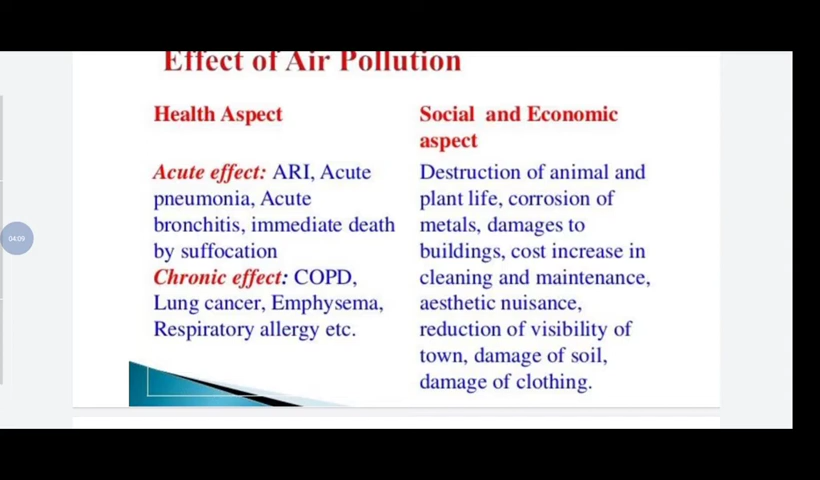 Effect of Air Pollution
Health Aspect
Acute effect: ARI, Acute
pneumonia, Acute
bronchitis, immediate death
by suffocation
Chronic effect: COPD,
Lung cancer, Emphysema,
Respiratory allergy etc.
Social and Economic
aspect
Destruction of animal and
plant life, corrosion of
metals, damages to
buildings, cost increase in
cleaning and maintenance,
aesthetic nuisance,
reduction of visibility of
town, damage of soil,
damage of clothing.
04:09